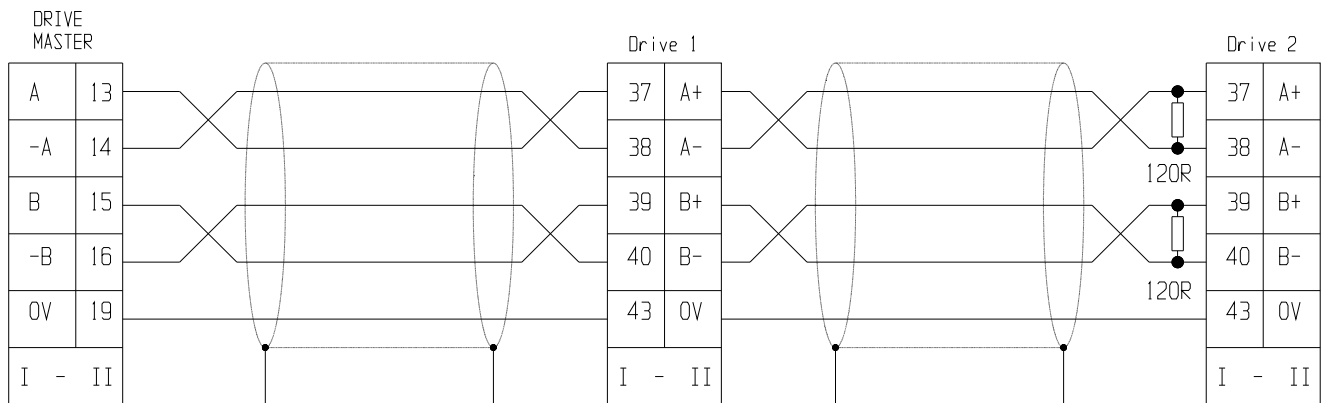 DRIVE
MASTER
Drive 1
Drive 2
A 13 37 A+ 37 A+
-A 14 38 A- 38 A-
120R
B 15 39 B+ 39 B+
-B 16 40 B- 40 B-
120R
0V 19 43 0V 43 0V
I - II I - II I - II